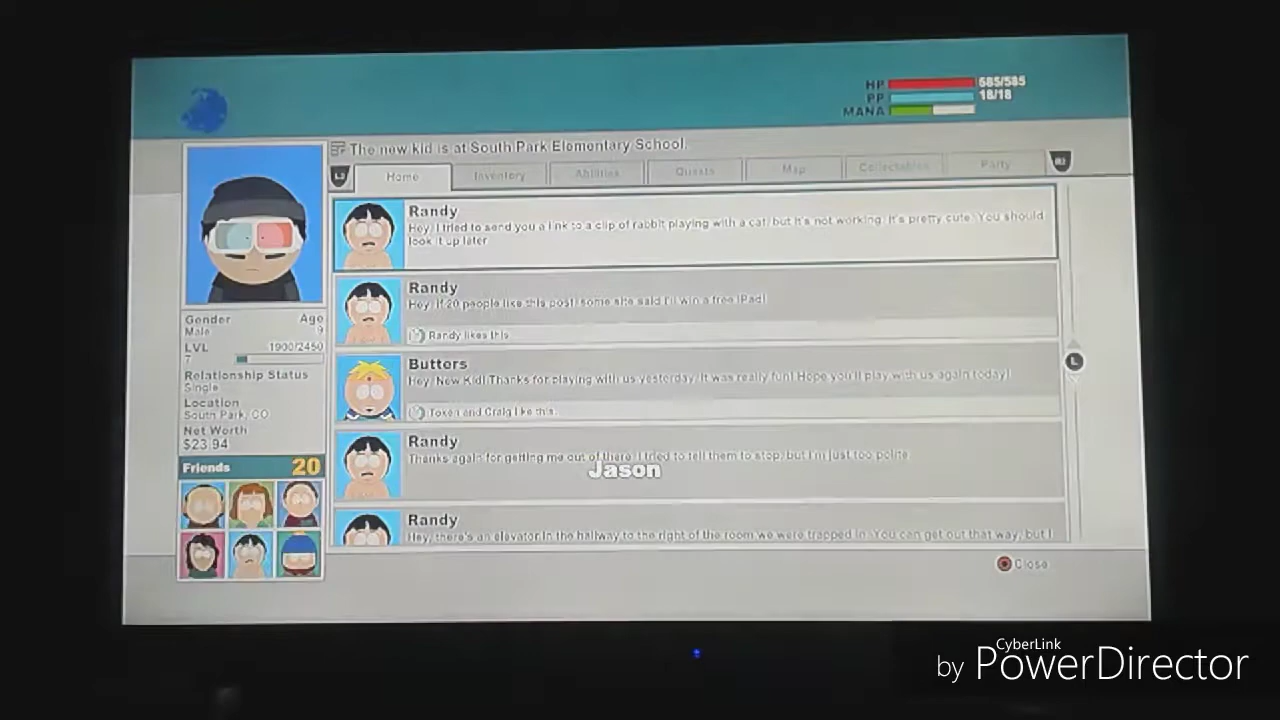 HP 585/585
PP 18/18
MANA
The new kid is at South Park Elementary School.
L1 Home Inventory Abilities Quests Map Collectables Party R1
Randy
Hey, I tried to send you a link to a clip of rabbit playing with a cat, but it's not working. It's pretty cute. You should
look it up later.
Randy
Hey, if 20 people like this post, some site said I'll win a free iPad!
Randy likes this.
Butters
Hey, New Kid! Thanks for playing with us yesterday. It was really fun! Hope you'll play with us again today!
Token and Craig like this.
Randy
Thanks again for getting me out of there. I tried to tell them to stop, but I'm just too polite.
Jason
Randy
Hey, there's an elevator in the hallway to the right of the room we were trapped in. You can get out that way, but I
Gender Age
Male 9
LVL 1900/2450
7
Relationship Status
Single
Location
South Park, CO
Net Worth
$23.94
Friends 20
L
Close
CyberLink
by PowerDirector